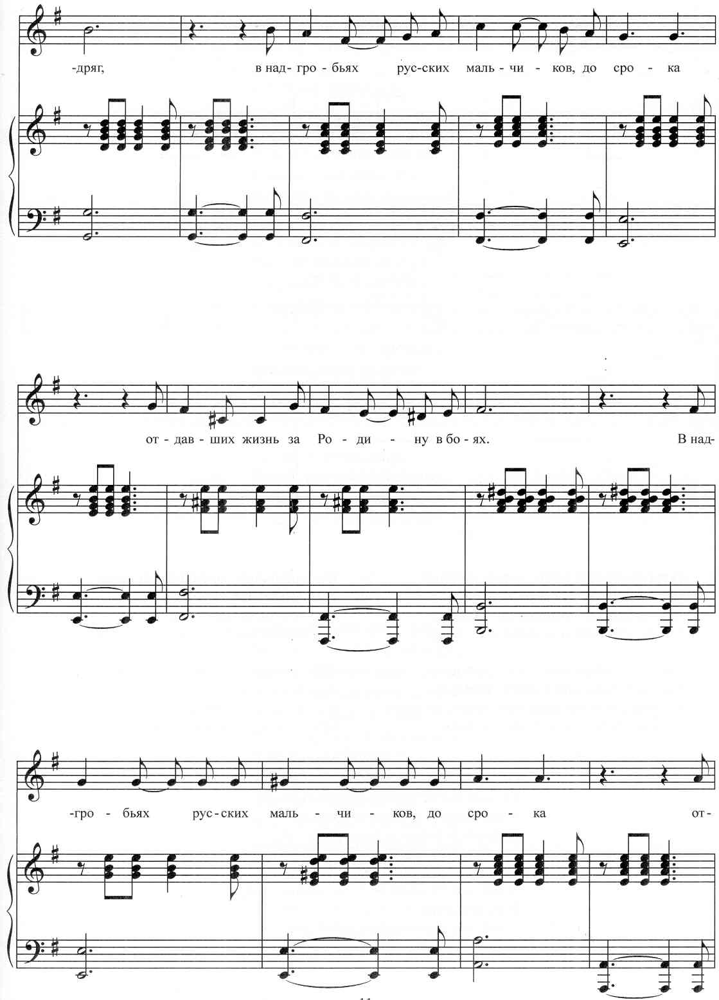 -дряг, в над- гро - бьях рус-ских маль - чи - ков, до сро - ка
от - дав - ших жизнь за Ро - ди - ну в бо - ях. В над-
-гро - бьях рус - ских маль - чи - ков, до сро - ка от -